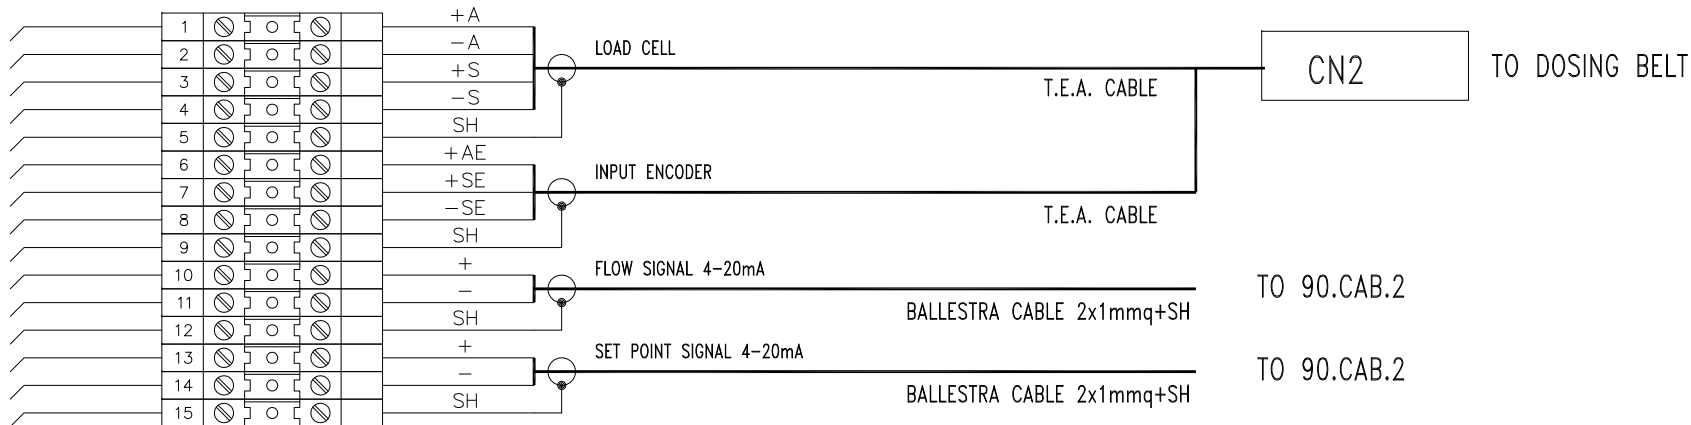 1 +A
2 −A LOAD CELL
3 +S T.E.A. CABLE CN2 TO DOSING BELT
4 −S
5 SH
6 +AE
7 +SE INPUT ENCODER
8 −SE T.E.A. CABLE
9 SH
10 + FLOW SIGNAL 4−20mA
11 − BALLESTRA CABLE 2x1mmq+SH TO 90.CAB.2
12 SH
13 + SET POINT SIGNAL 4−20mA
14 − BALLESTRA CABLE 2x1mmq+SH TO 90.CAB.2
15 SH